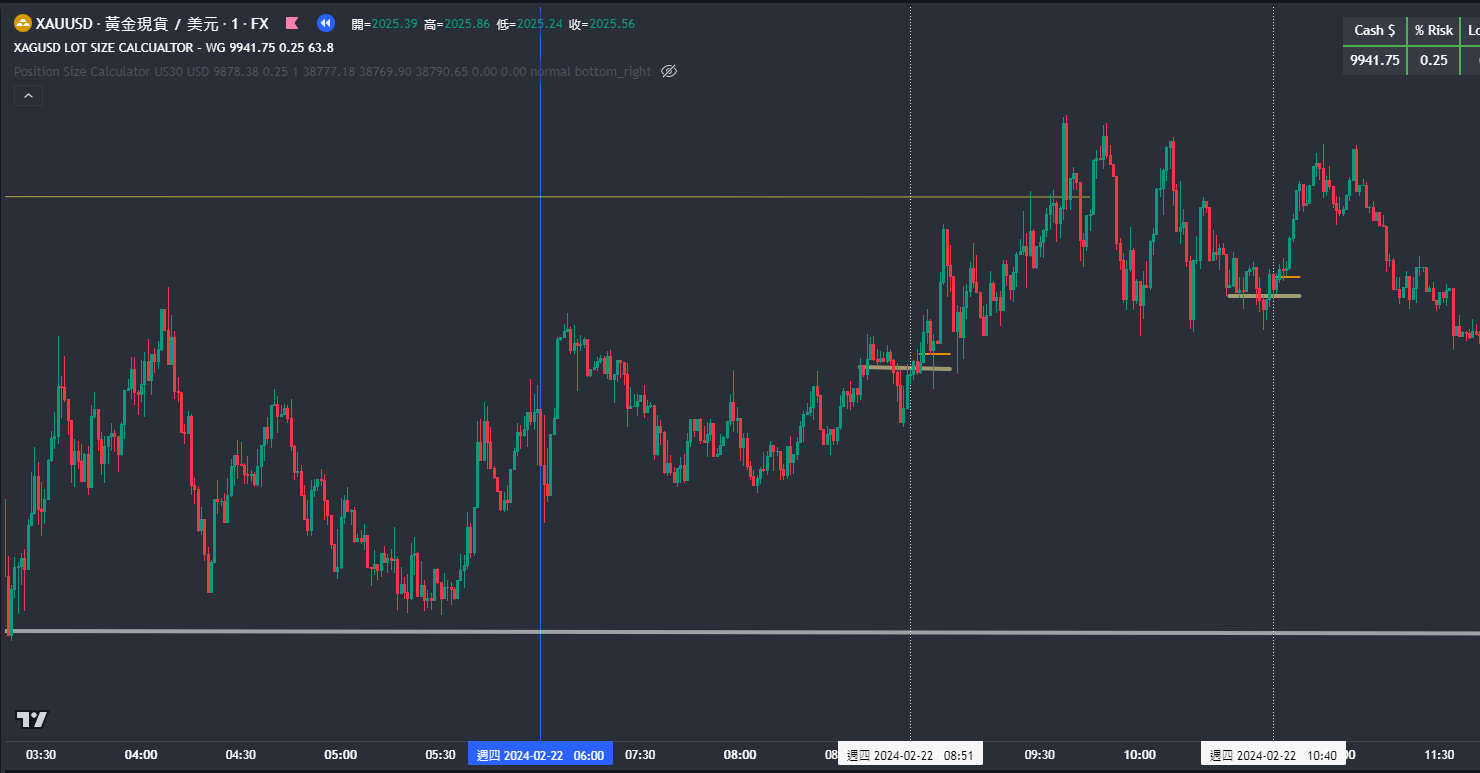 XAUUSD · 黃金現貨 / 美元 · 1 · FX 開=2025.39 高=2025.86 低=2025.24 收=2025.56
XAGUSD LOT SIZE CALCUALTOR - WG 9941.75 0.25 63.8
Position Size Calculator US30 USD 9878.38 0.25 1 38777.18 38769.90 38790.65 0.00 0.00 normal bottom_right
Cash $ % Risk Lo
9941.75 0.25
03:30 04:00 04:30 05:00 05:30 週四 2024-02-22 06:00 07:30 08:00 週四 2024-02-22 08:51 09:30 10:00 週四 2024-02-22 10:40 11:30